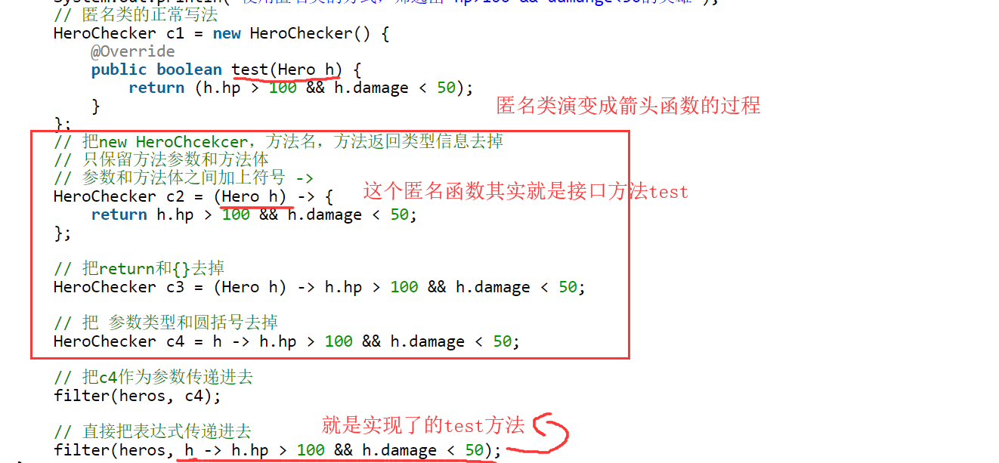 // 匿名类的正常写法
HeroChecker c1 = new HeroChecker() {
@Override
public boolean test(Hero h) {
return (h.hp > 100 && h.damage < 50);
}
匿名类演变成箭头函数的过程
};
// 把new HeroChcekcer，方法名，方法返回类型信息去掉
// 只保留方法参数和方法体
// 参数和方法体之间加上符号 ->
HeroChecker c2 = (Hero h) -> {
这个匿名函数其实就是接口方法test
return h.hp > 100 && h.damage < 50;
};
// 把return和{}去掉
HeroChecker c3 = (Hero h) -> h.hp > 100 && h.damage < 50;
// 把 参数类型和圆括号去掉
HeroChecker c4 = h -> h.hp > 100 && h.damage < 50;
// 把c4作为参数传递进去
filter(heros, c4);
就是实现了的test方法
// 直接把表达式传递进去
filter(heros, h -> h.hp > 100 && h.damage < 50);